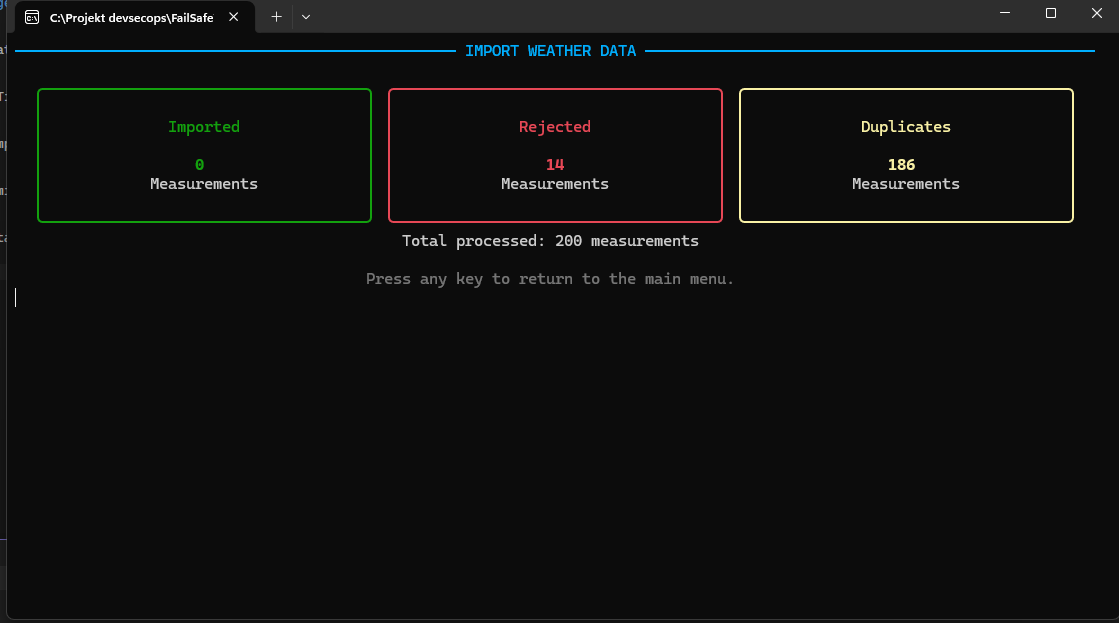 C:\Projekt devsecops\FailSafe
IMPORT WEATHER DATA
Imported
0
Measurements
Rejected
14
Measurements
Duplicates
186
Measurements
Total processed: 200 measurements
Press any key to return to the main menu.